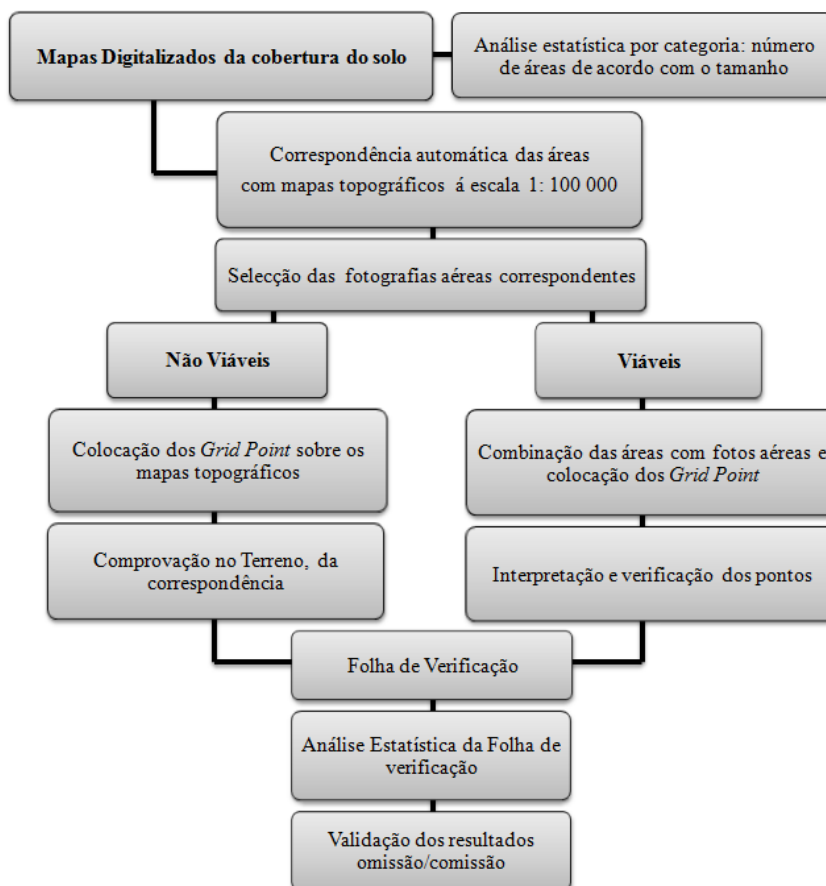 Mapas Digitalizados da cobertura do solo
Análise estatística por categoria: número
de áreas de acordo com o tamanho
Correspondência automática das áreas
com mapas topográficos á escala 1: 100 000
Selecção das fotografias aéreas correspondentes
Não Viáveis
Viáveis
Colocação dos Grid Point sobre os
mapas topográficos
Combinação das áreas com fotos aéreas e
colocação dos Grid Point
Comprovação no Terreno, da
correspondência
Interpretação e verificação dos pontos
Folha de Verificação
Análise Estatística da Folha de
verificação
Validação dos resultados
omissão/comissão